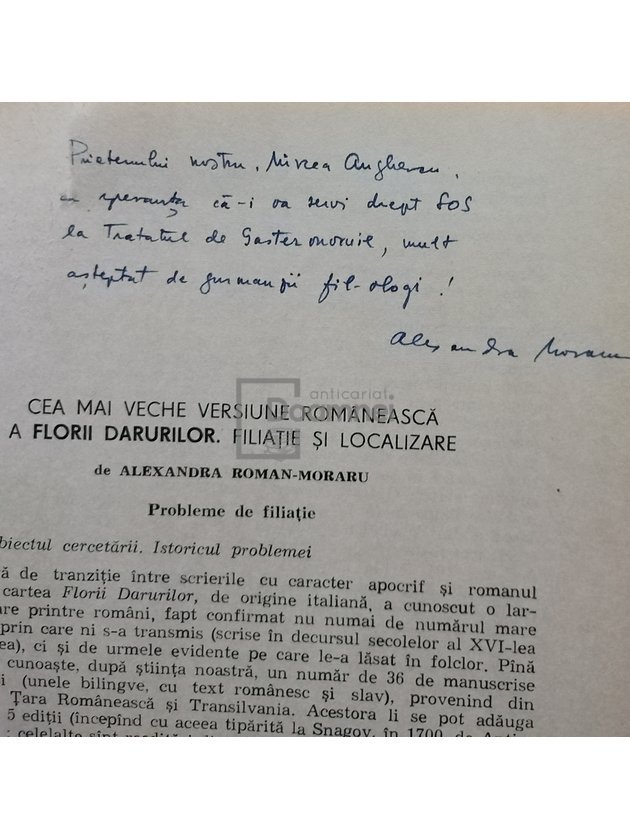 Prietenului nostru, Mircea Anghelescu,
cu speranța că-i va servi drept SOS
la Tratatul de Gastronomie, mult
așteptat de gurmanzii fil-ologi!
Alexandra Moraru
anticariat
CEA MAI VECHE VERSIUNE ROMÂNEASCĂ
A FLORII DARURILOR. FILIAȚIE ȘI LOCALIZARE
de ALEXANDRA ROMAN-MORARU
Probleme de filiație
biectul cercetării. Istoricul problemei
ă de tranziție între scrierile cu caracter apocrif și romanul
cartea Florii Darurilor, de origine italiană, a cunoscut o lar-
are printre români, fapt confirmat nu numai de numărul mare
prin care ni s-a transmis (scrise în decursul secolelor al XVI-lea
ea), ci și de urmele evidente pe care le-a lăsat în folclor. Pînă
cunoaște, după știința noastră, un număr de 36 de manuscrise
i (unele bilingve, cu text românesc și slav), provenind din
Țara Românească și Transilvania. Acestora li se pot adăuga
5 ediții (începînd cu aceea tipărită la Snagov, în 1700, de
: celelalte sînt